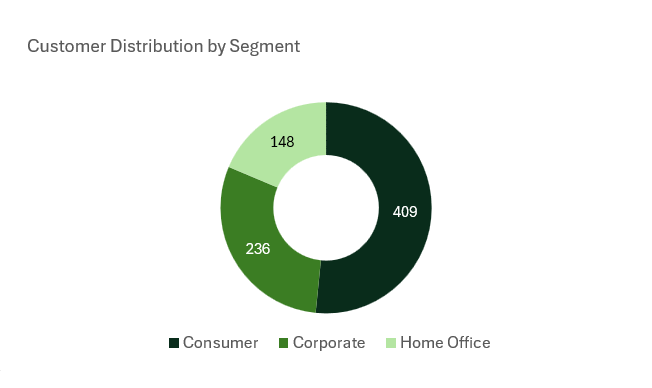 Customer Distribution by Segment
148
409
236
Consumer Corporate Home Office